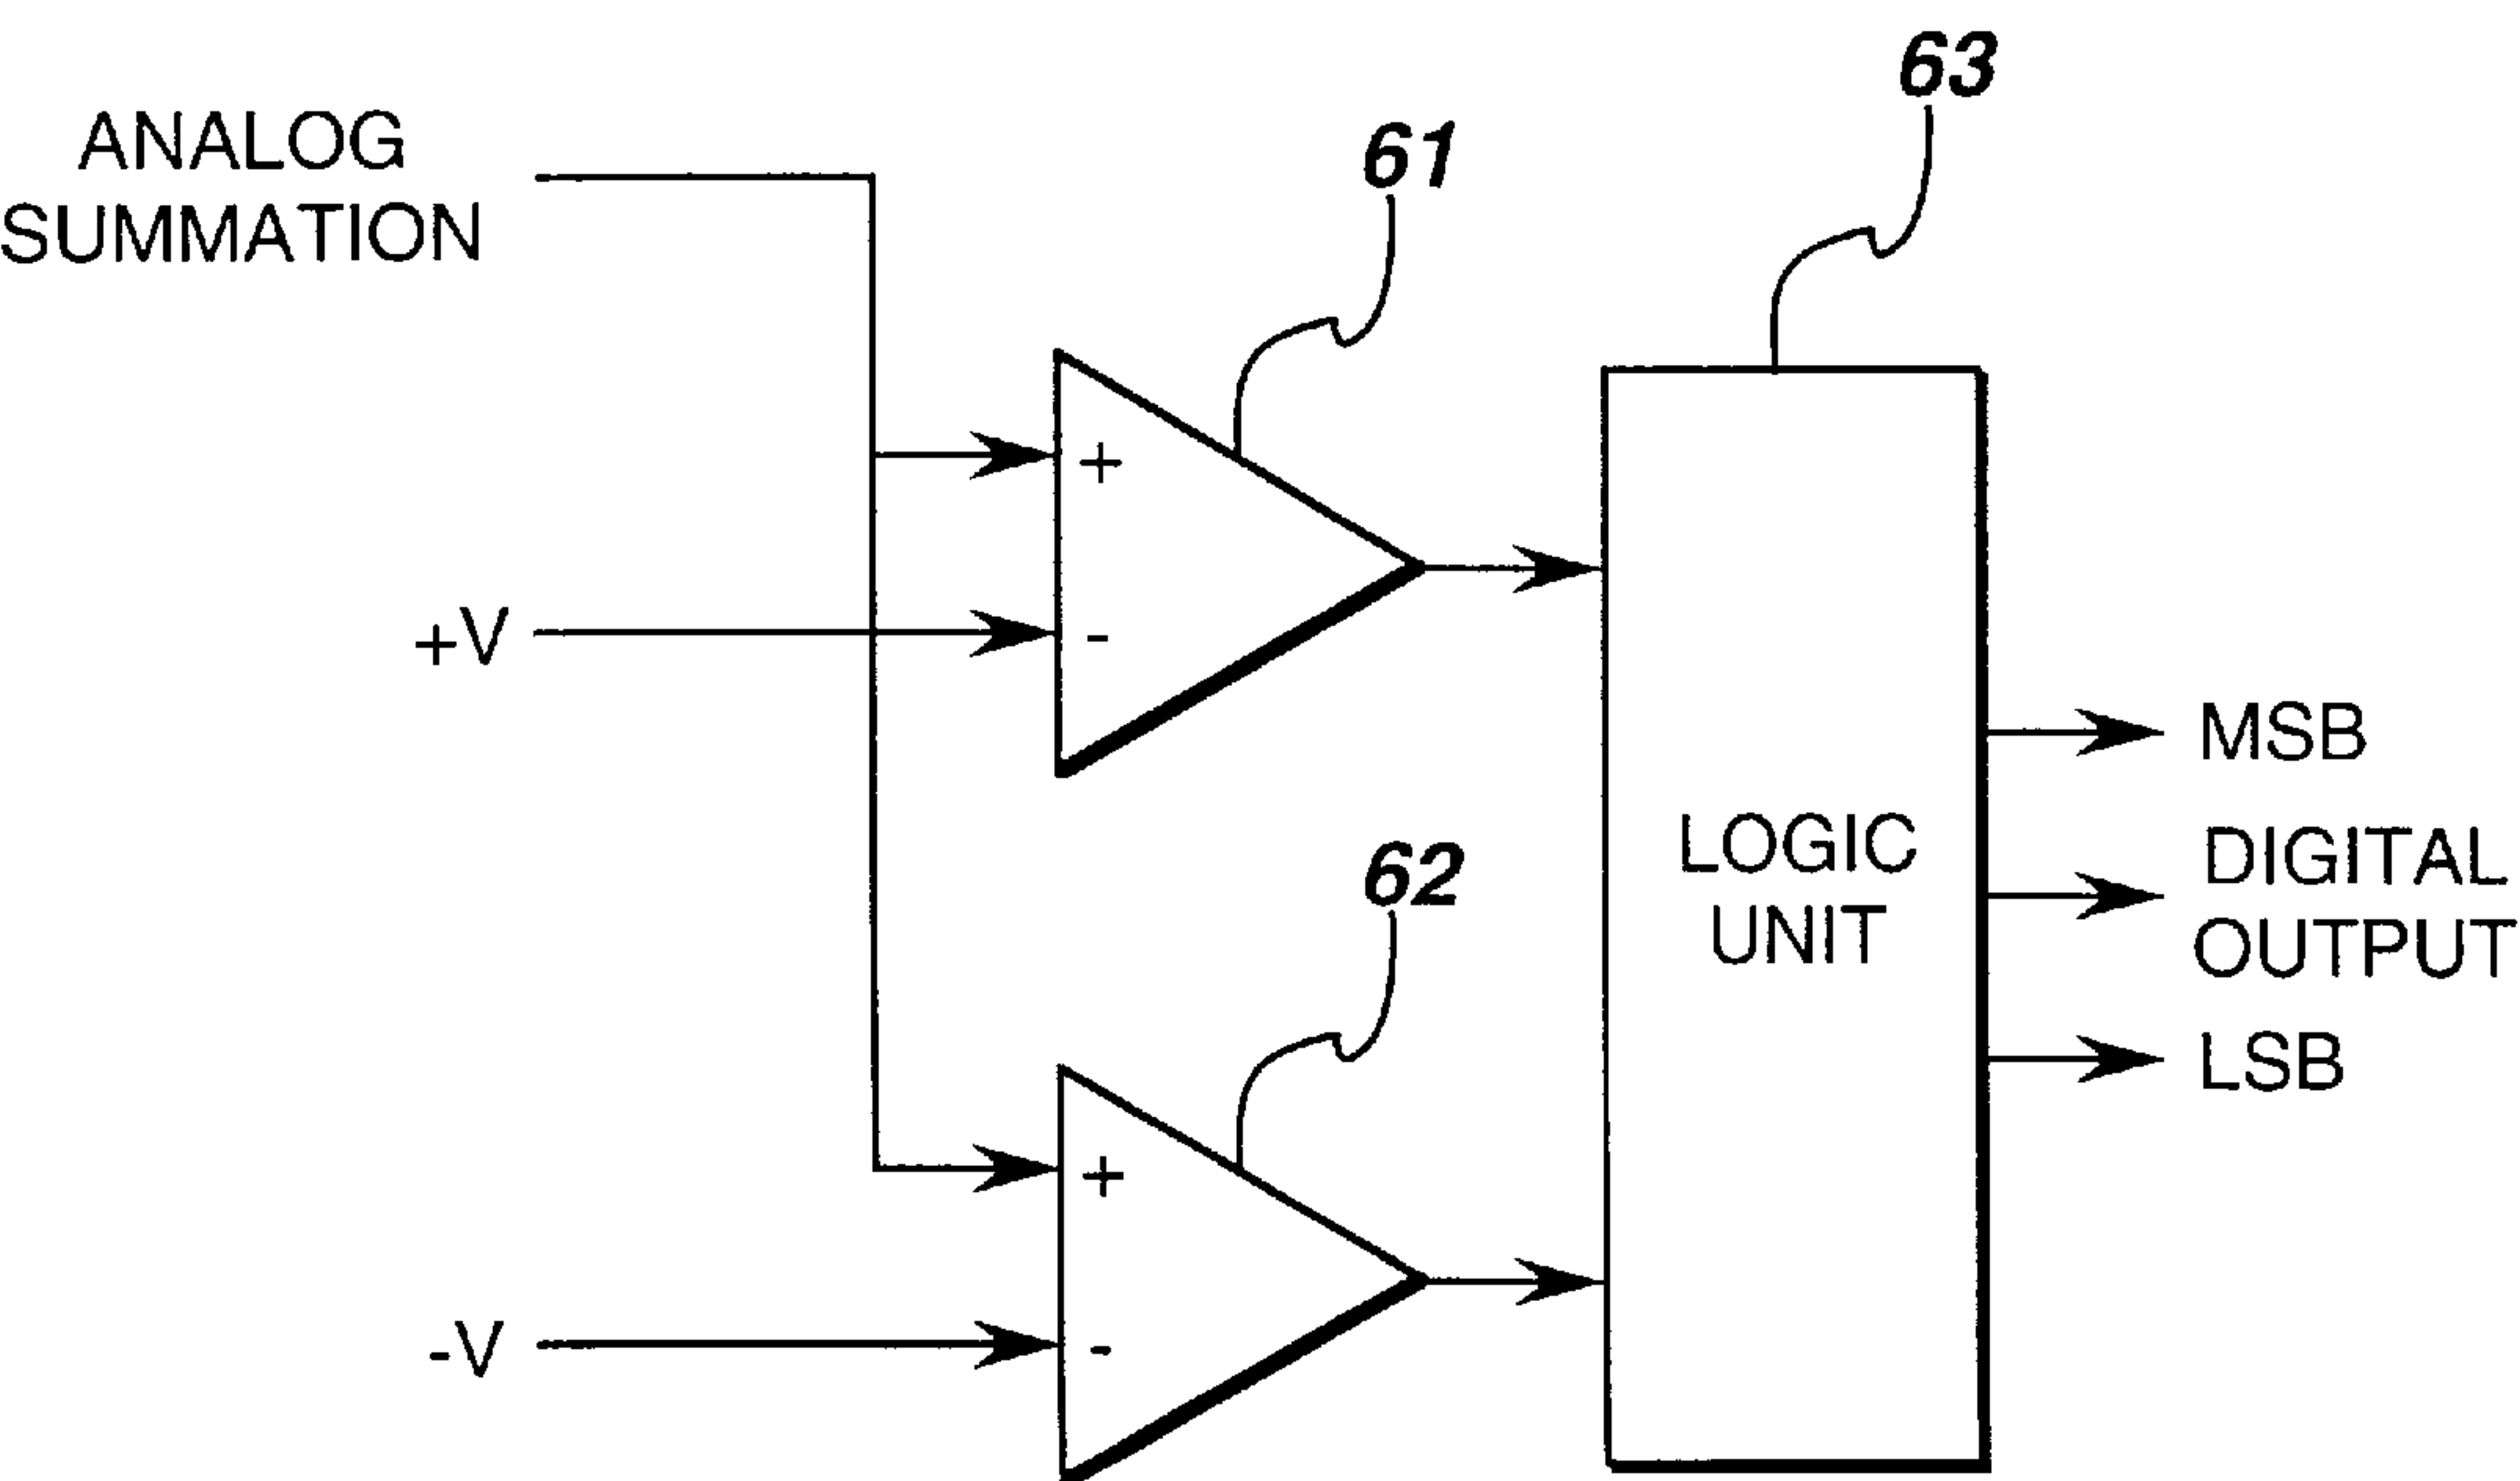 63
ANALOG
SUMMATION
61
+
+V
-
MSB
LOGIC
UNIT
DIGITAL
OUTPUT
62
LSB
+
-V
-